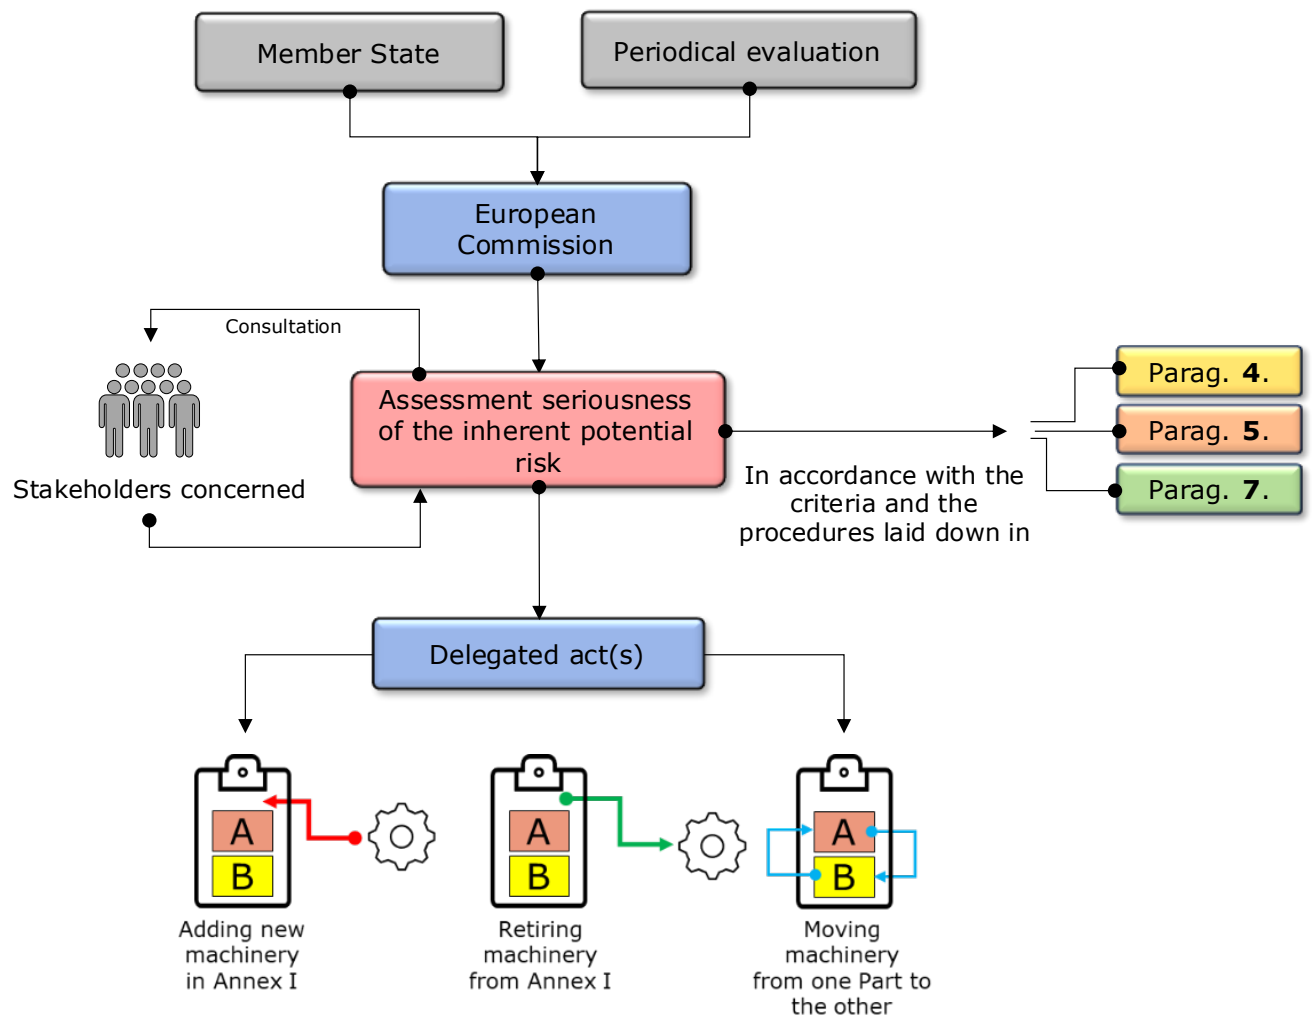 Member State
Periodical evaluation
European
Commission
Consultation
Stakeholders concerned
Assessment seriousness
of the inherent potential
risk
In accordance with the
criteria and the
procedures laid down in
Parag. 4.
Parag. 5.
Parag. 7.
Delegated act(s)
A
B
Adding new
machinery
in Annex I
A
B
Retiring
machinery
from Annex I
A
B
Moving
machinery
from one Part to
the other